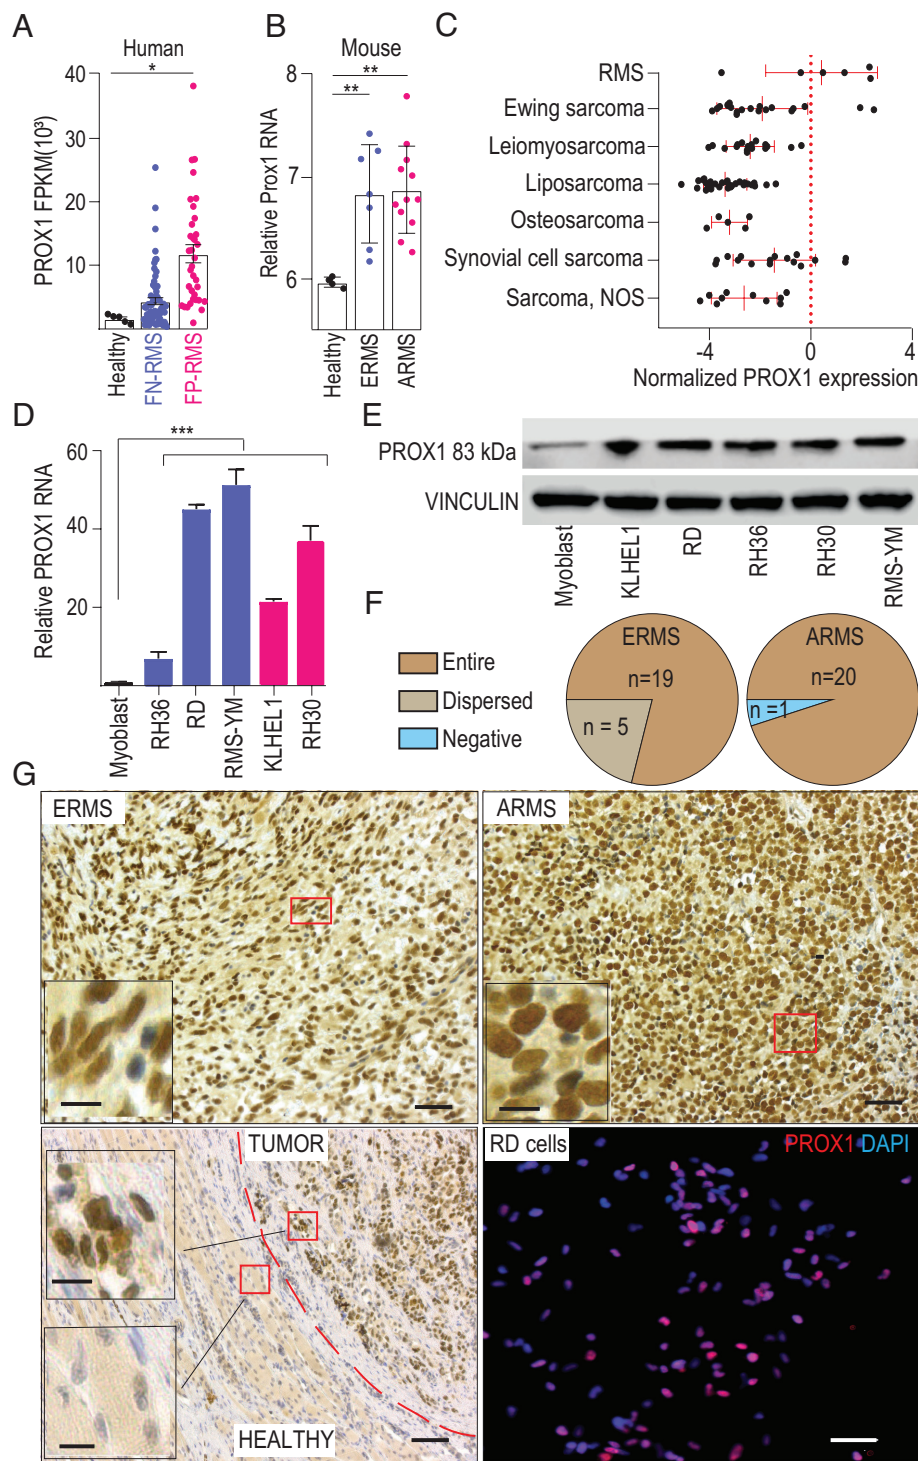 A
Human
*
PROX1 FPKM(10³)
40
30
20
10
Healthy
FN-RMS
FP-RMS
B
Mouse
**
**
Relative Prox1 RNA
8
7
6
Healthy
ERMS
ARMS
C
RMS
Ewing sarcoma
Leiomyosarcoma
Liposarcoma
Osteosarcoma
Synovial cell sarcoma
Sarcoma, NOS
-4
0
4
Normalized PROX1 expression
D
***
Relative PROX1 RNA
60
40
20
Myoblast
RH36
RD
RMS-YM
KLHEL1
RH30
E
PROX1 83 kDa
VINCULIN
Myoblast
KLHEL1
RD
RH36
RH30
RMS-YM
F
Entire
Dispersed
Negative
ERMS
n=19
n = 5
ARMS
n=20
n =1
G
ERMS
ARMS
TUMOR
HEALTHY
RD cells
PROX1 DAPI